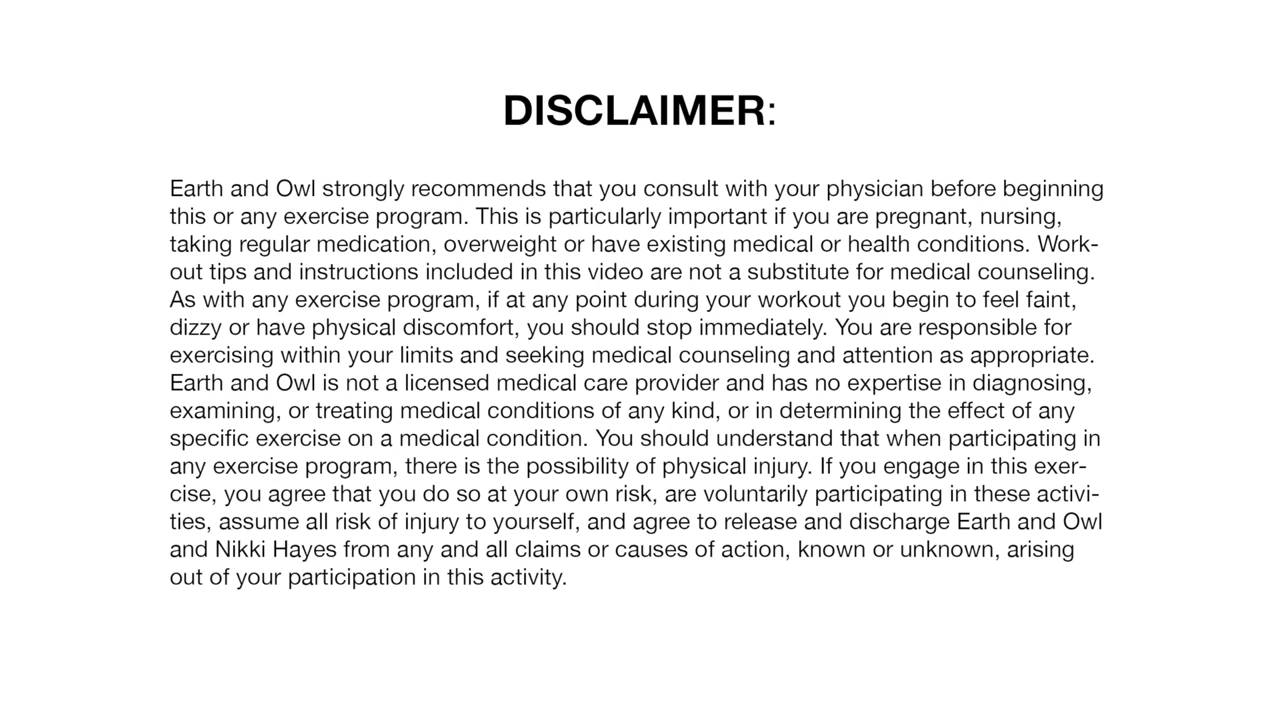 DISCLAIMER:
Earth and Owl strongly recommends that you consult with your physician before beginning
this or any exercise program. This is particularly important if you are pregnant, nursing,
taking regular medication, overweight or have existing medical or health conditions. Work-
out tips and instructions included in this video are not a substitute for medical counseling.
As with any exercise program, if at any point during your workout you begin to feel faint,
dizzy or have physical discomfort, you should stop immediately. You are responsible for
exercising within your limits and seeking medical counseling and attention as appropriate.
Earth and Owl is not a licensed medical care provider and has no expertise in diagnosing,
examining, or treating medical conditions of any kind, or in determining the effect of any
specific exercise on a medical condition. You should understand that when participating in
any exercise program, there is the possibility of physical injury. If you engage in this exer-
cise, you agree that you do so at your own risk, are voluntarily participating in these activi-
ties, assume all risk of injury to yourself, and agree to release and discharge Earth and Owl
and Nikki Hayes from any and all claims or causes of action, known or unknown, arising
out of your participation in this activity.